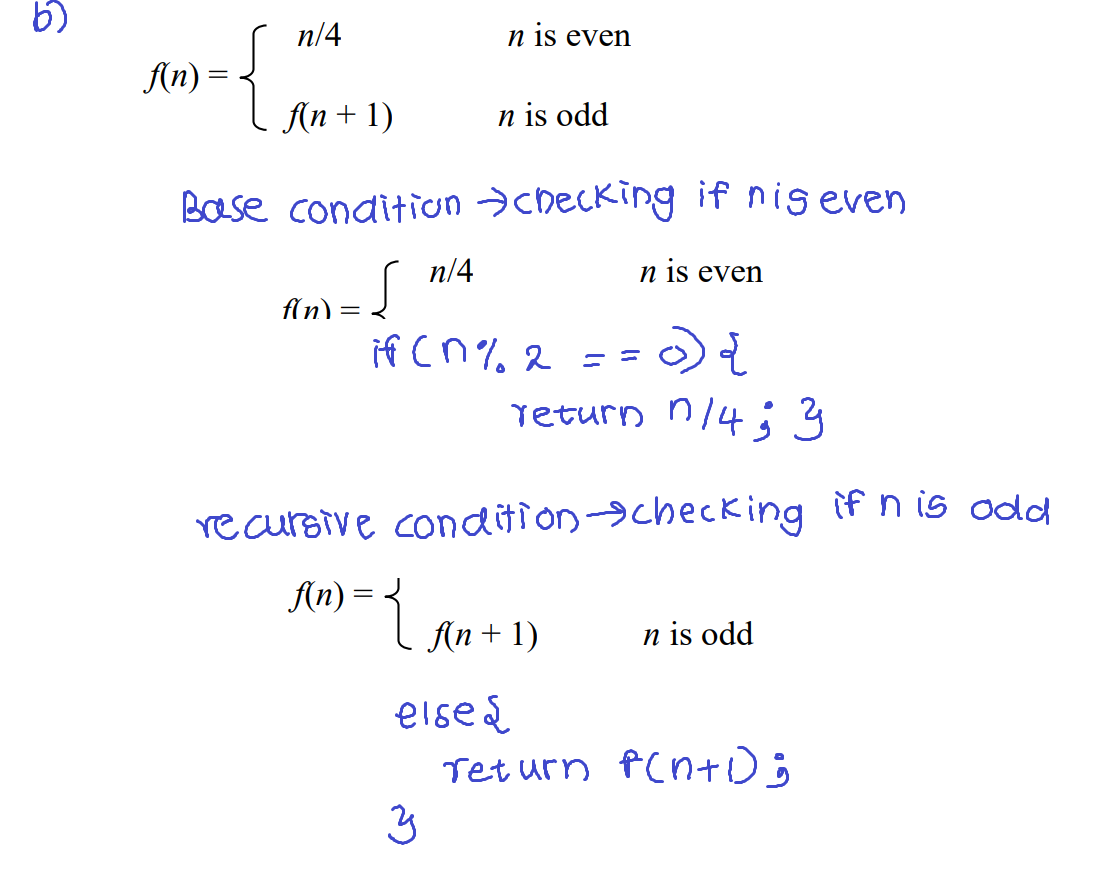 b)
n/4 n is even
f(n) = {
f(n + 1) n is odd
Base condition → checking if n is even
n/4 n is even
f(n) = {
if (n % 2 == 0) {
return n/4; }
recursive condition → checking if n is odd
f(n) = {
f(n + 1) n is odd
else {
return f(n+1);
}